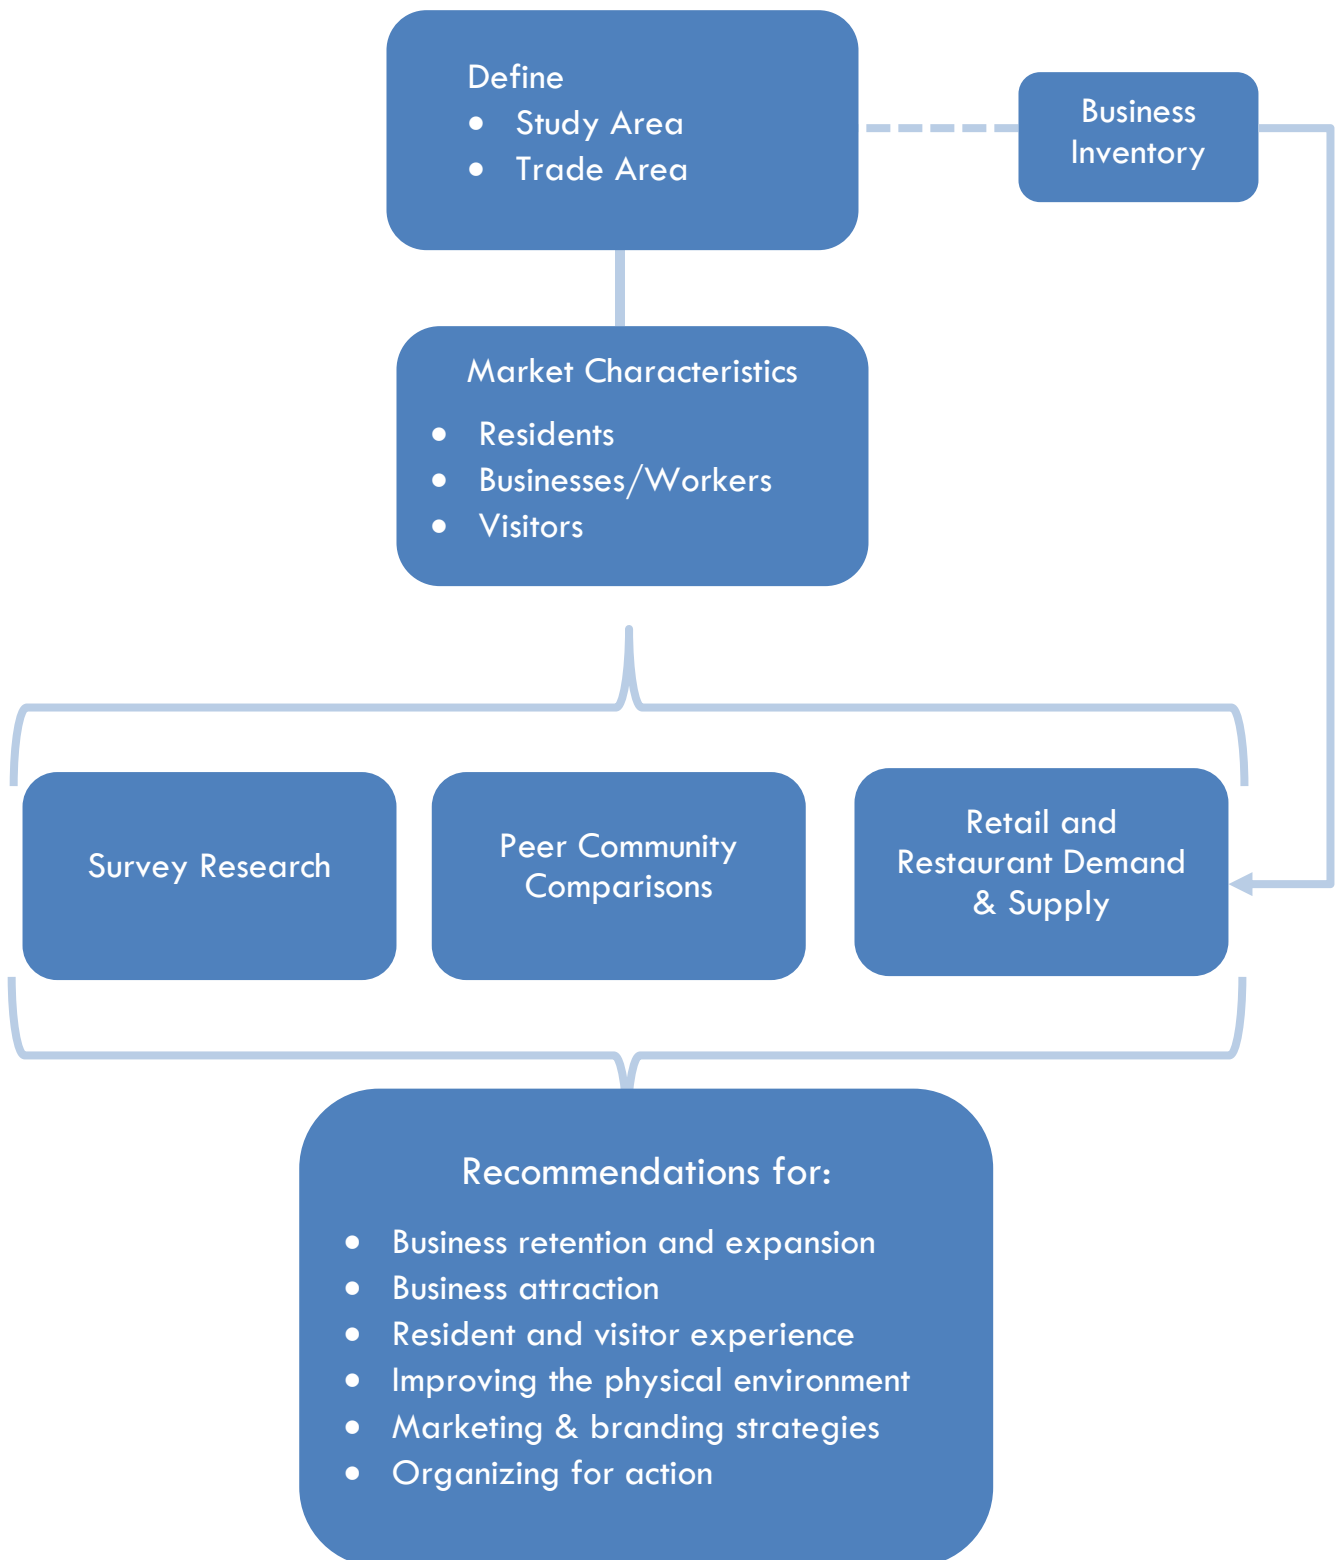 Define
• Study Area
• Trade Area
Business
Inventory
Market Characteristics
• Residents
• Businesses/Workers
• Visitors
Survey Research
Peer Community
Comparisons
Retail and
Restaurant Demand
& Supply
Recommendations for:
• Business retention and expansion
• Business attraction
• Resident and visitor experience
• Improving the physical environment
• Marketing & branding strategies
• Organizing for action